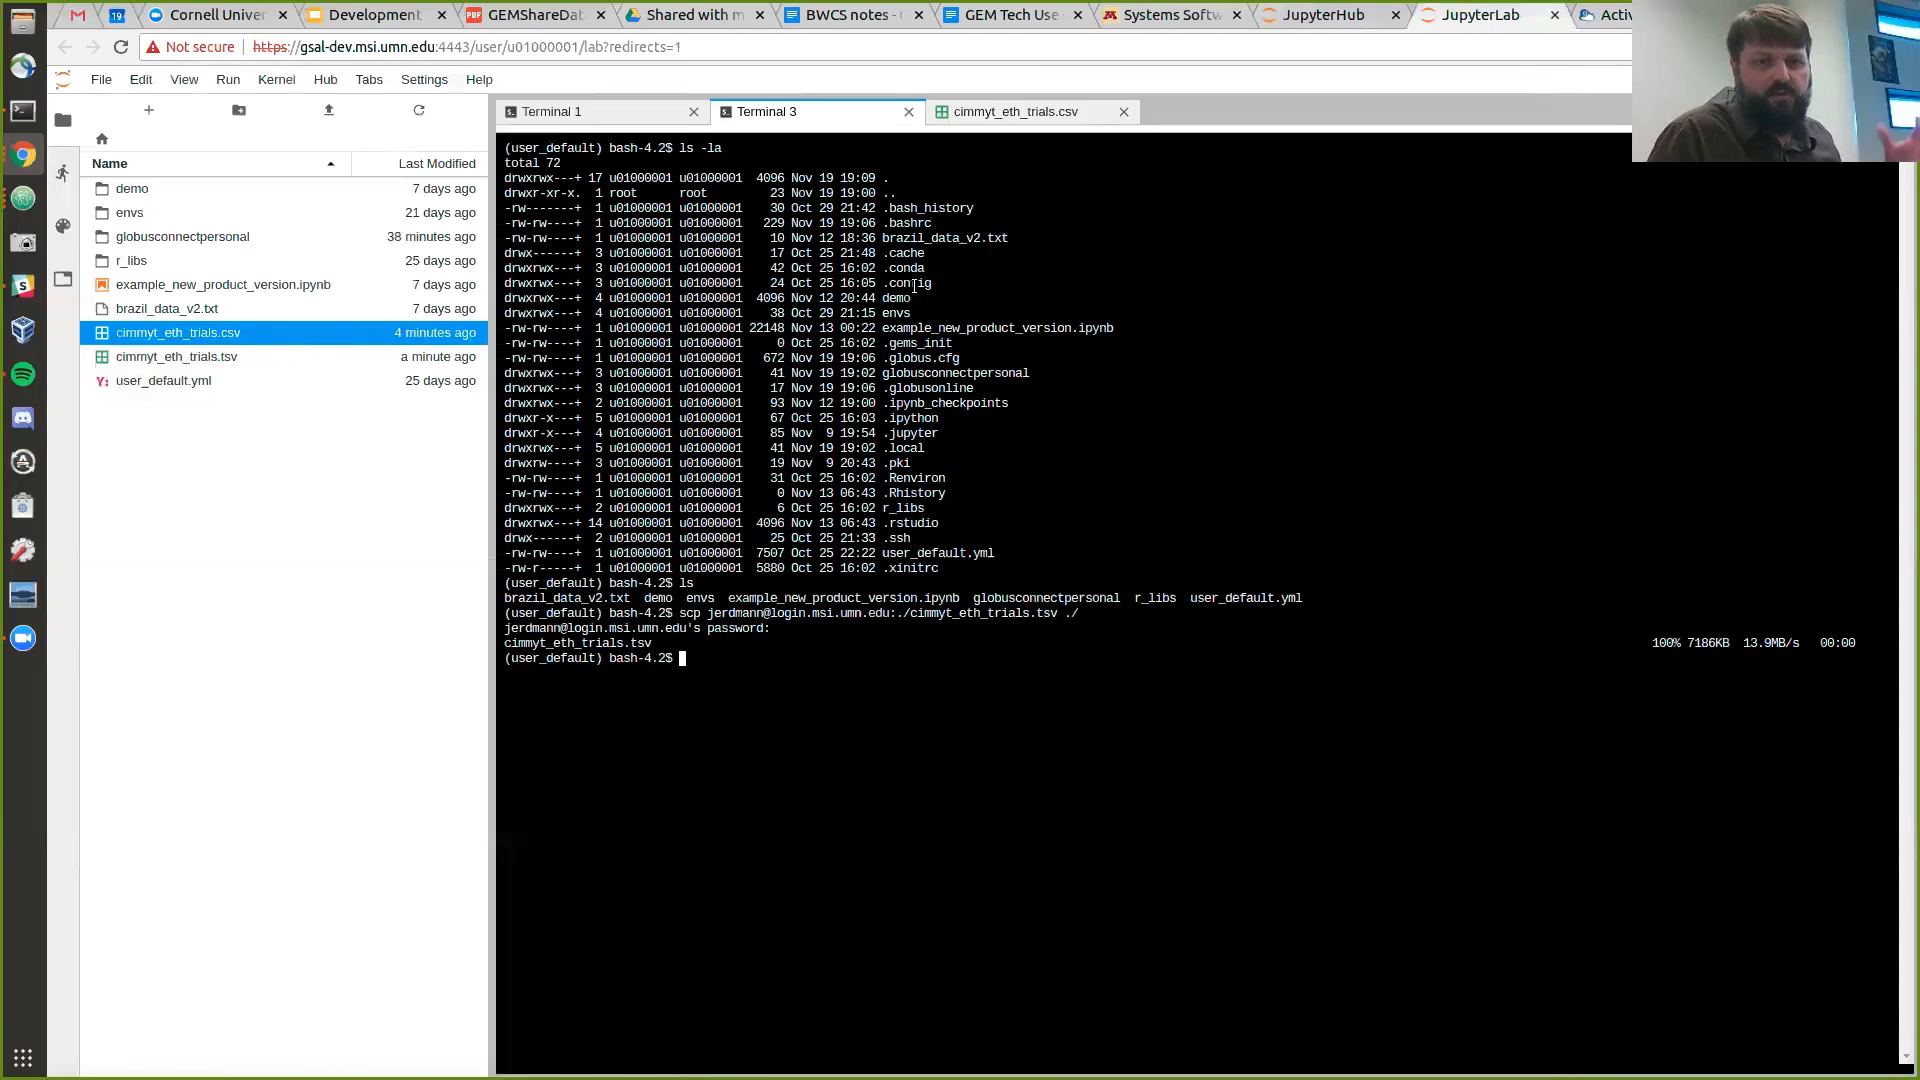 19
Cornell Univer
Development
GEMShareDat
Shared with m
BWCS notes -
GEM Tech Use
Systems Softw
JupyterHub
JupyterLab
Activ
Not secure
https://gsal-dev.msi.umn.edu:4443/user/u01000001/lab?redirects=1
File Edit View Run Kernel Hub Tabs Settings Help
Name Last Modified
demo 7 days ago
envs 21 days ago
globusconnectpersonal 38 minutes ago
r_libs 25 days ago
example_new_product_version.ipynb 7 days ago
brazil_data_v2.txt 7 days ago
cimmyt_eth_trials.csv 4 minutes ago
cimmyt_eth_trials.tsv a minute ago
user_default.yml 25 days ago
Terminal 1
Terminal 3
cimmyt_eth_trials.csv
(user_default) bash-4.2$ ls -la
total 72
drwxrwx---+ 17 u01000001 u01000001 4096 Nov 19 19:09 .
drwxr-xr-x. 1 root root 23 Nov 19 19:00 ..
-rw-------+ 1 u01000001 u01000001 30 Oct 29 21:42 .bash_history
-rw-rw----+ 1 u01000001 u01000001 229 Nov 19 19:06 .bashrc
-rw-rw----+ 1 u01000001 u01000001 10 Nov 12 18:36 brazil_data_v2.txt
drwx------+ 3 u01000001 u01000001 17 Oct 25 21:48 .cache
drwxrwx---+ 3 u01000001 u01000001 42 Oct 25 16:02 .conda
drwxrwx---+ 3 u01000001 u01000001 24 Oct 25 16:05 .config
drwxrwx---+ 4 u01000001 u01000001 4096 Nov 12 20:44 demo
drwxrwx---+ 4 u01000001 u01000001 38 Oct 29 21:15 envs
-rw-rw----+ 1 u01000001 u01000001 22148 Nov 13 00:22 example_new_product_version.ipynb
-rw-rw----+ 1 u01000001 u01000001 0 Oct 25 16:02 .gems_init
-rw-rw----+ 1 u01000001 u01000001 672 Nov 19 19:06 .globus.cfg
drwxrwx---+ 3 u01000001 u01000001 41 Nov 19 19:02 globusconnectpersonal
drwxrwx---+ 3 u01000001 u01000001 17 Nov 19 19:06 .globusonline
drwxrwx---+ 2 u01000001 u01000001 93 Nov 12 19:00 .ipynb_checkpoints
drwxr-x---+ 5 u01000001 u01000001 67 Oct 25 16:03 .ipython
drwxr-x---+ 4 u01000001 u01000001 85 Nov 9 19:54 .jupyter
drwxrwx---+ 5 u01000001 u01000001 41 Nov 19 19:02 .local
drwxrw----+ 3 u01000001 u01000001 19 Nov 9 20:43 .pki
-rw-rw----+ 1 u01000001 u01000001 31 Oct 25 16:02 .Renviron
-rw-rw----+ 1 u01000001 u01000001 0 Nov 13 06:43 .Rhistory
drwxrwx---+ 2 u01000001 u01000001 6 Oct 25 16:02 r_libs
drwxrwx---+ 14 u01000001 u01000001 4096 Nov 13 06:43 .rstudio
drwx------+ 2 u01000001 u01000001 25 Oct 25 21:33 .ssh
-rw-rw----+ 1 u01000001 u01000001 7507 Oct 25 22:22 user_default.yml
-rw-r-----+ 1 u01000001 u01000001 5880 Oct 25 16:02 .xinitrc
(user_default) bash-4.2$ ls
brazil_data_v2.txt demo envs example_new_product_version.ipynb globusconnectpersonal r_libs user_default.yml
(user_default) bash-4.2$ scp jerdmann@login.msi.umn.edu:./cimmyt_eth_trials.tsv ./
jerdmann@login.msi.umn.edu's password:
cimmyt_eth_trials.tsv 100% 7186KB 13.9MB/s 00:00
(user_default) bash-4.2$